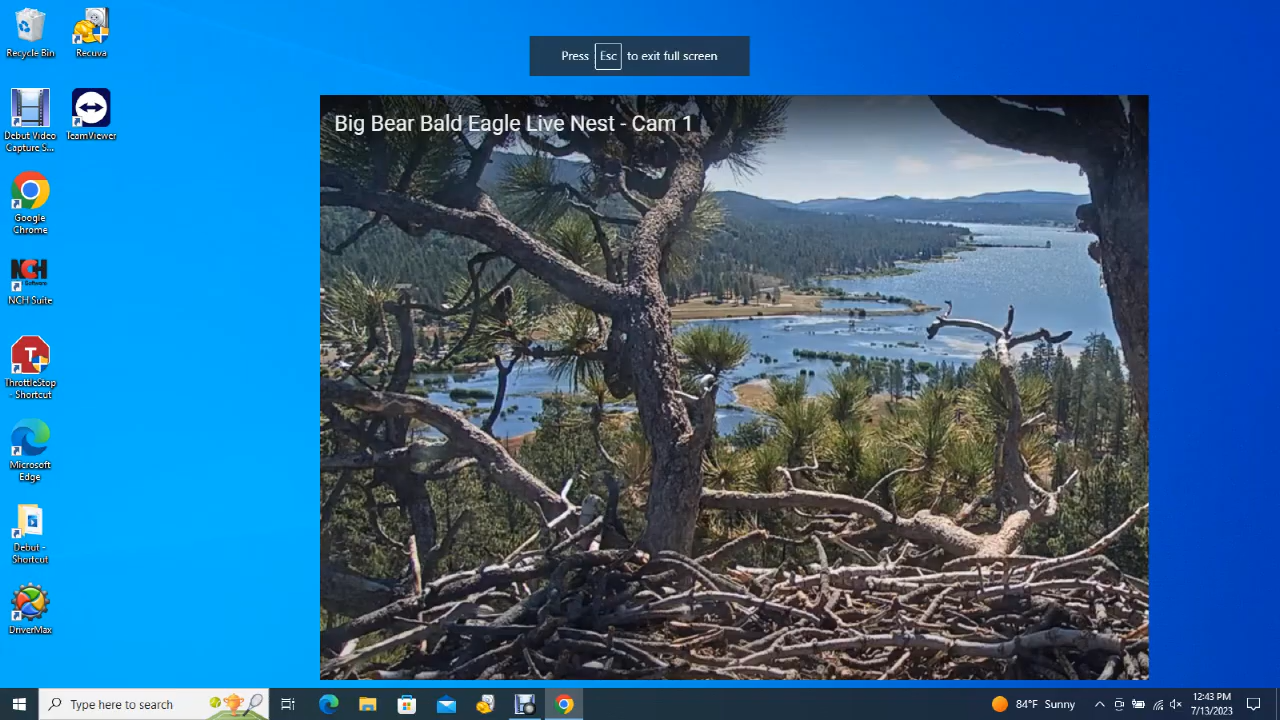 Recycle Bin
Recuva
Press Esc to exit full screen
Debut Video
Capture S...
TeamViewer
Big Bear Bald Eagle Live Nest - Cam 1
Google
Chrome
NCH
Software
NCH Suite
T
ThrottleStop
- Shortcut
Microsoft
Edge
Debut -
Shortcut
DriverMax
Type here to search
84°F Sunny
12:43 PM
7/13/2023